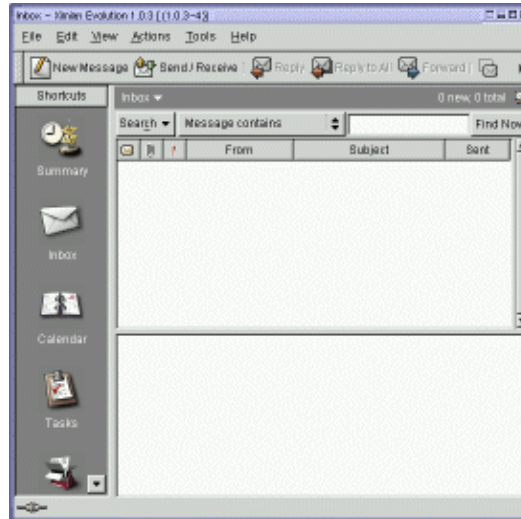 Inbox - Ximian Evolution 1.0.3 [(1.0.3-4)]
File Edit View Actions Tools Help
New Message Send / Receive Reply Reply to All Forward
Shortcuts
Inbox 0 new, 0 total
Search Message contains Find Now
! From Subject Sent
Summary
Inbox
Calendar
Tasks